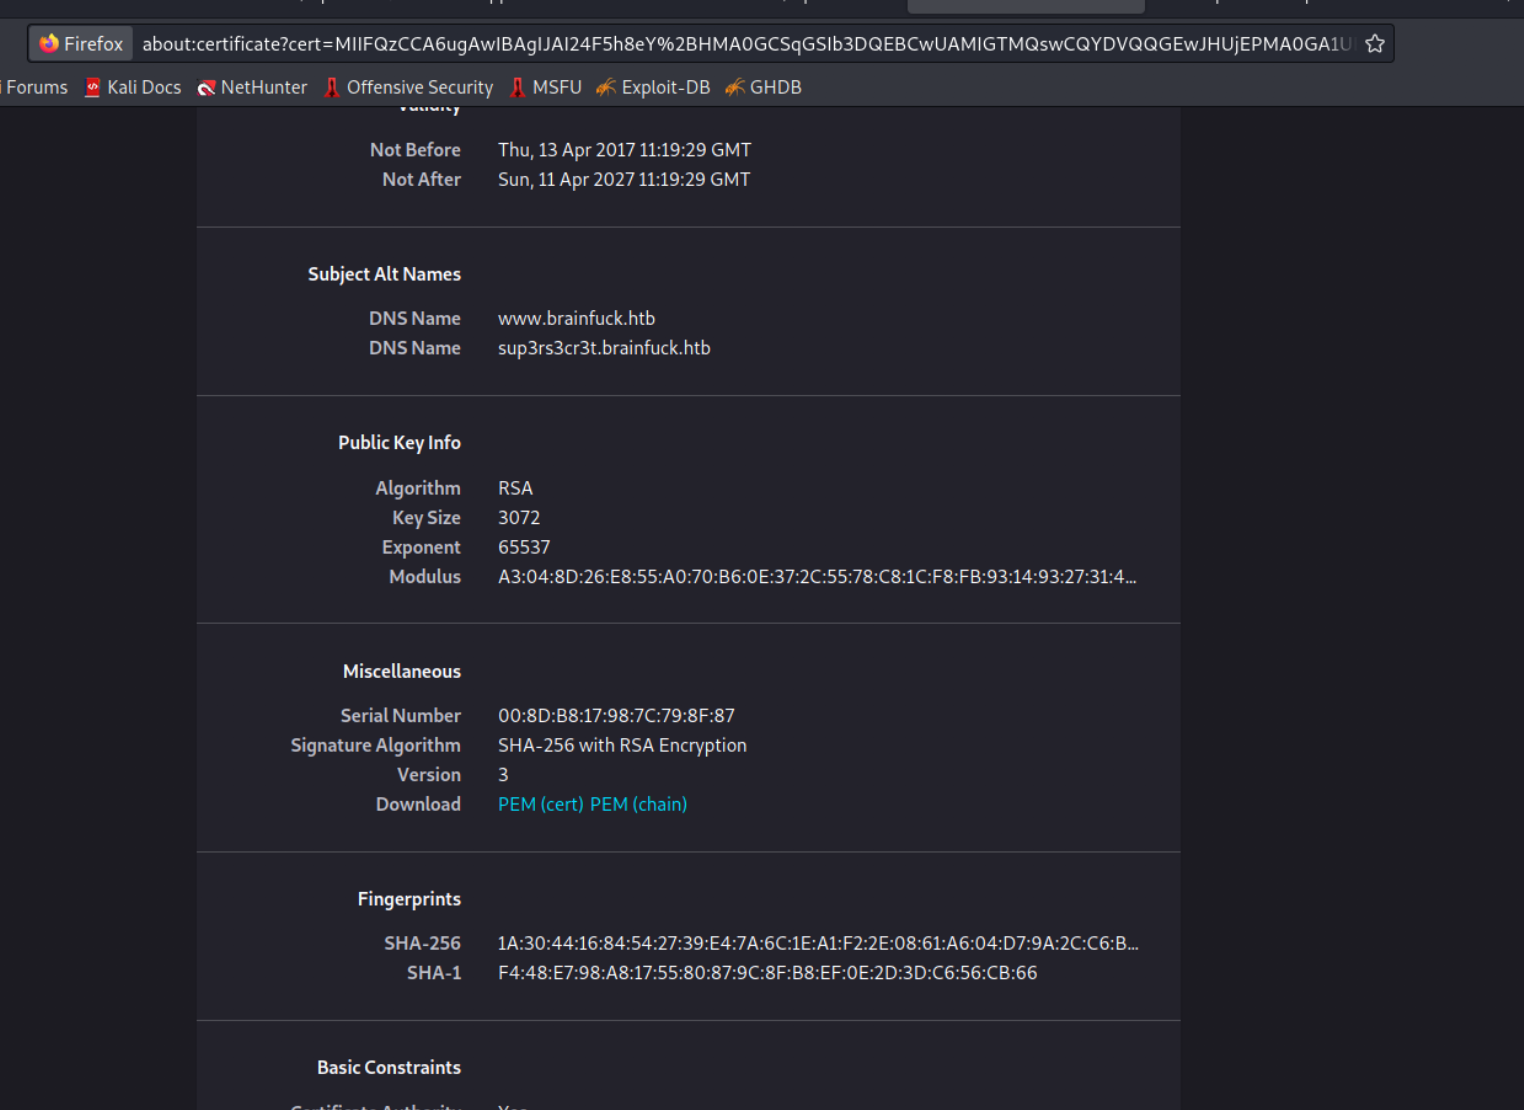 Firefox about:certificate?cert=MIIFQzCCA6ugAwIBAgIJAI24F5h8eY%2BHMA0GCSqGSIb3DQEBCwUAMIGTMQswCQYDVQQGEwJHUjEPMA0GA1U
Forums Kali Docs NetHunter Offensive Security MSFU Exploit-DB GHDB
Validity
Not Before Thu, 13 Apr 2017 11:19:29 GMT
Not After Sun, 11 Apr 2027 11:19:29 GMT
Subject Alt Names
DNS Name www.brainfuck.htb
DNS Name sup3rs3cr3t.brainfuck.htb
Public Key Info
Algorithm RSA
Key Size 3072
Exponent 65537
Modulus A3:04:8D:26:E8:55:A0:70:B6:0E:37:2C:55:78:C8:1C:F8:FB:93:14:93:27:31:4...
Miscellaneous
Serial Number 00:8D:B8:17:98:7C:79:8F:87
Signature Algorithm SHA-256 with RSA Encryption
Version 3
Download PEM (cert) PEM (chain)
Fingerprints
SHA-256 1A:30:44:16:84:54:27:39:E4:7A:6C:1E:A1:F2:2E:08:61:A6:04:D7:9A:2C:C6:B...
SHA-1 F4:48:E7:98:A8:17:55:80:87:9C:8F:B8:EF:0E:2D:3D:C6:56:CB:66
Basic Constraints
Certificate Authority Yes